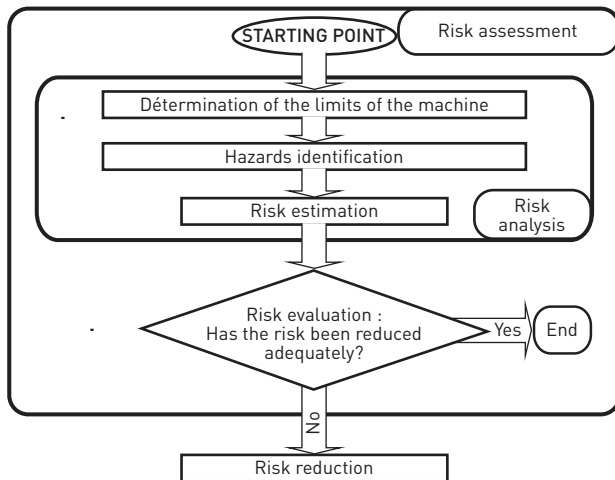 STARTING POINT
Risk assessment
Détermination of the limits of the machine
Hazards identification
Risk estimation
Risk
analysis
Risk evaluation :
Has the risk been reduced
adequately?
Yes
End
No
Risk reduction